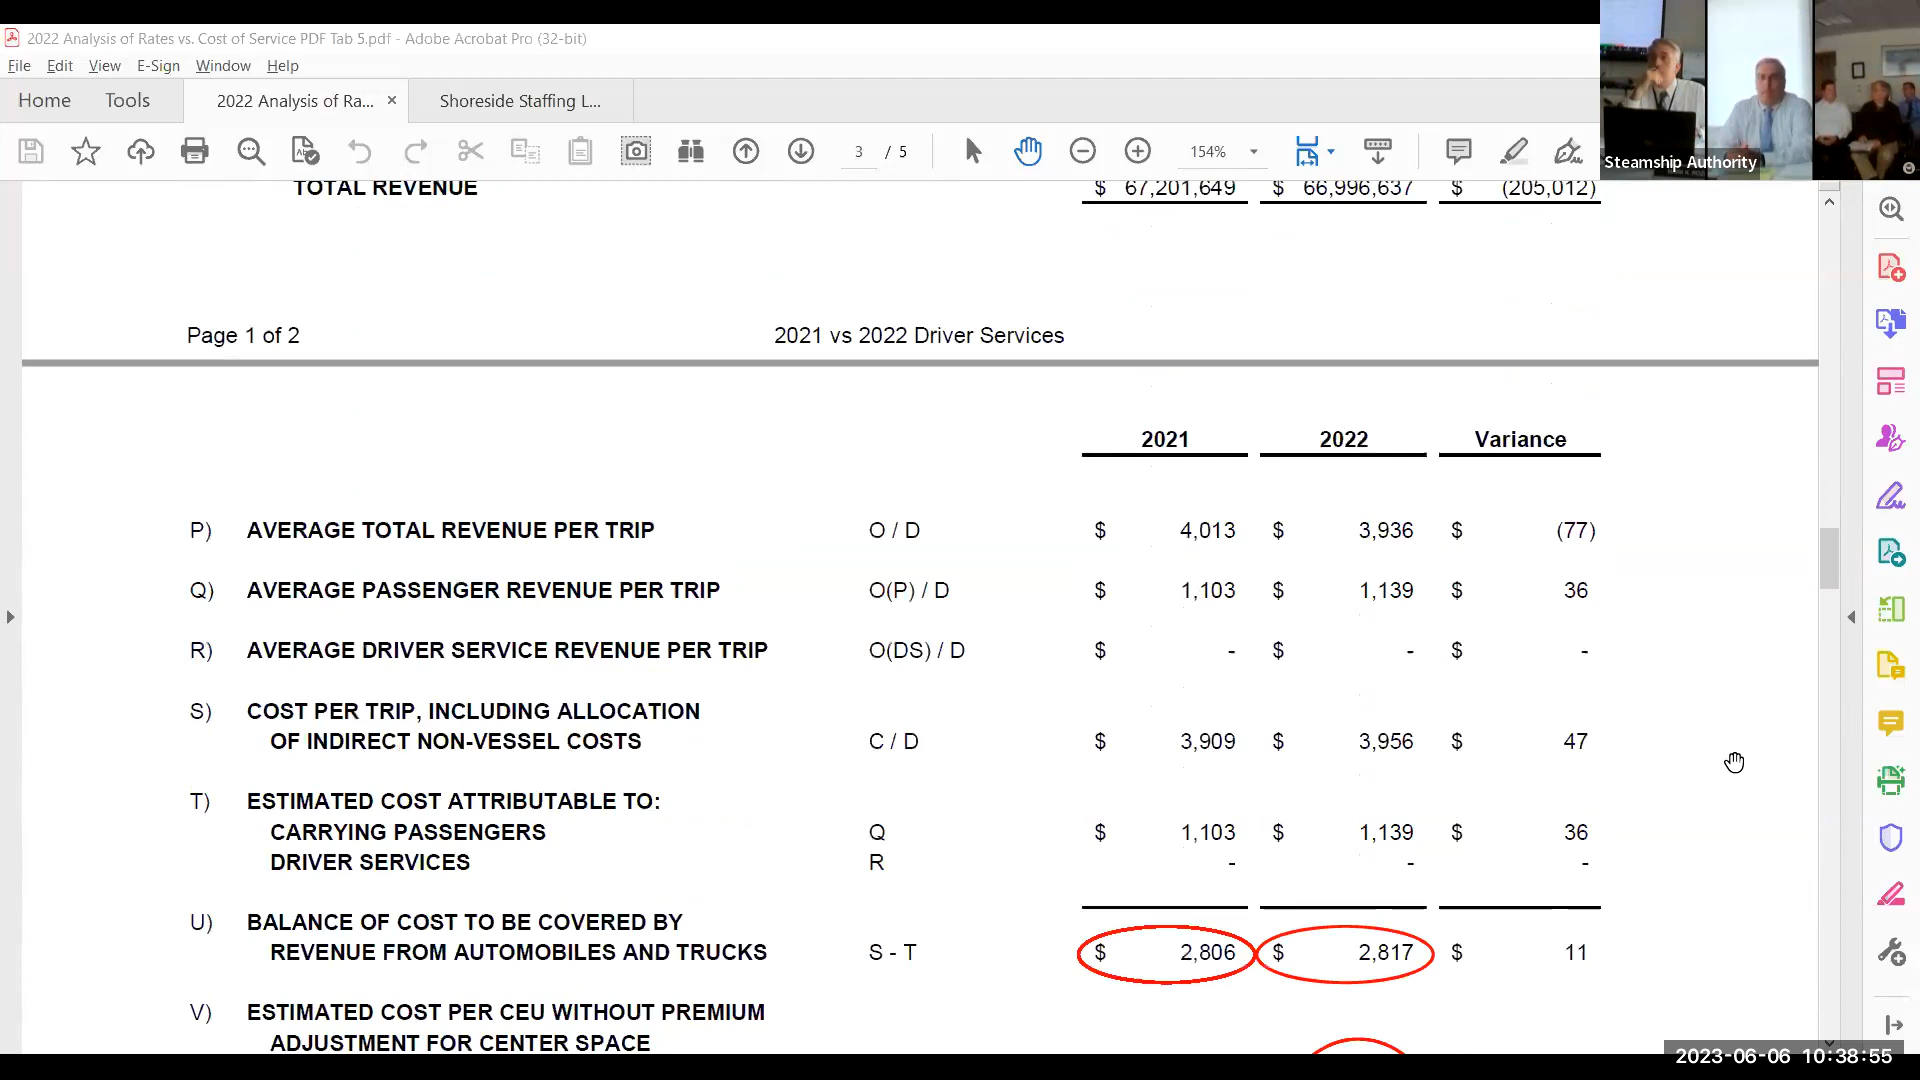 2022 Analysis of Rates vs. Cost of Service PDF Tab 5.pdf - Adobe Acrobat Pro (32-bit)
File Edit View E-Sign Window Help
Home Tools 2022 Analysis of Ra... × Shoreside Staffing L...
3 / 5 154%
Steamship Authority
TOTAL REVENUE $ 67,201,649 $ 66,996,637 $ (205,012)
Page 1 of 2 2021 vs 2022 Driver Services
2021 2022 Variance
P) AVERAGE TOTAL REVENUE PER TRIP O / D $ 4,013 $ 3,936 $ (77)
Q) AVERAGE PASSENGER REVENUE PER TRIP O(P) / D $ 1,103 $ 1,139 $ 36
R) AVERAGE DRIVER SERVICE REVENUE PER TRIP O(DS) / D $ - $ - $ -
S) COST PER TRIP, INCLUDING ALLOCATION
OF INDIRECT NON-VESSEL COSTS C / D $ 3,909 $ 3,956 $ 47
T) ESTIMATED COST ATTRIBUTABLE TO:
CARRYING PASSENGERS Q $ 1,103 $ 1,139 $ 36
DRIVER SERVICES R - - -
U) BALANCE OF COST TO BE COVERED BY
REVENUE FROM AUTOMOBILES AND TRUCKS S - T $ 2,806 $ 2,817 $ 11
V) ESTIMATED COST PER CEU WITHOUT PREMIUM
ADJUSTMENT FOR CENTER SPACE
2023-06-06 10:38:55